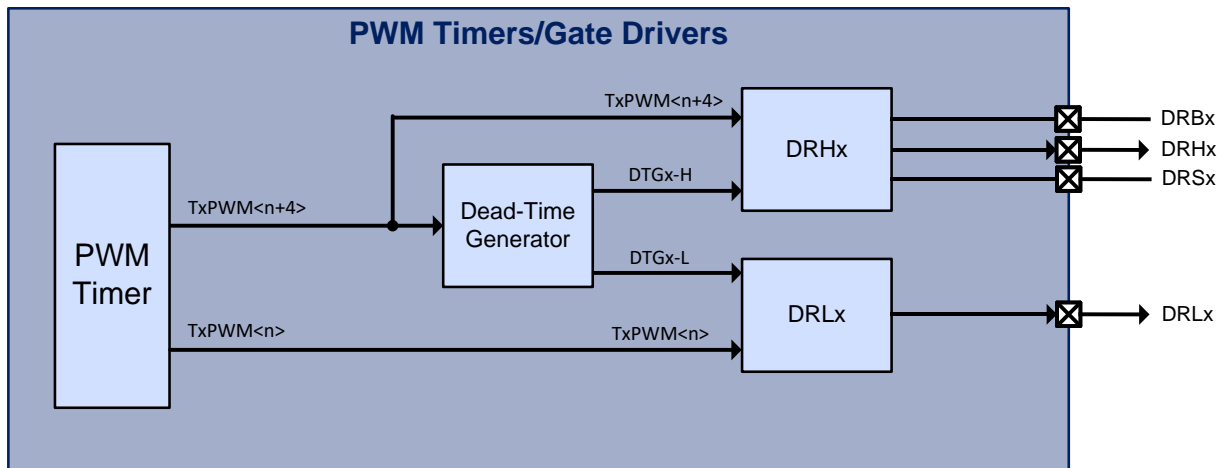 PWM Timers/Gate Drivers
TxPWM<n+4>
DRHx
DRBx
DRHx
DRSx
DTGx-H
TxPWM<n+4>
Dead-Time
Generator
PWM
Timer
DTGx-L
DRLx
DRLx
TxPWM<n>
TxPWM<n>